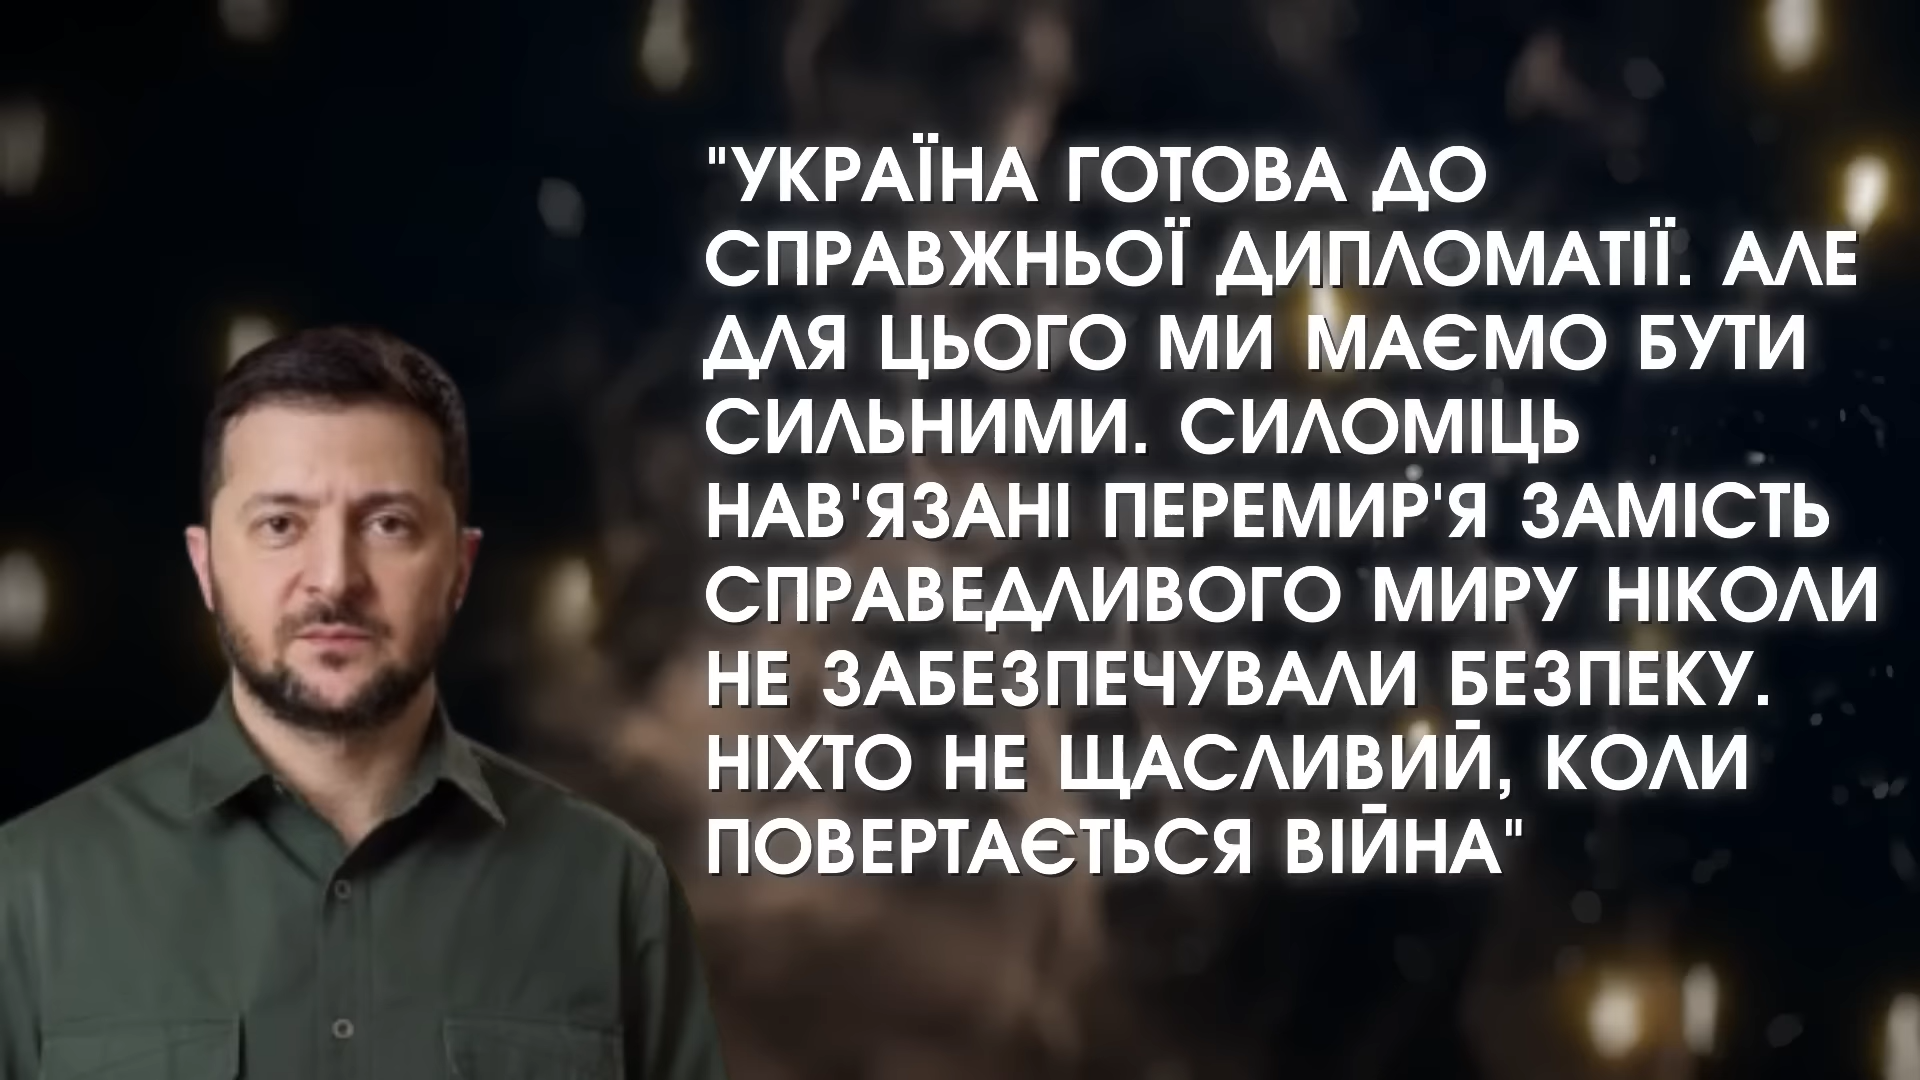 "УКРАЇНА ГОТОВА ДО
СПРАВЖНЬОЇ ДИПЛОМАТІЇ. АЛЕ
ДЛЯ ЦЬОГО МИ МАЄМО БУТИ
СИЛЬНИМИ. СИЛОМІЦЬ
НАВ'ЯЗАНІ ПЕРЕМИР'Я ЗАМІСТЬ
СПРАВЕДЛИВОГО МИРУ НІКОЛИ
НЕ ЗАБЕЗПЕЧУВАЛИ БЕЗПЕКУ.
НІХТО НЕ ЩАСЛИВИЙ, КОЛИ
ПОВЕРТАЄТЬСЯ ВІЙНА"